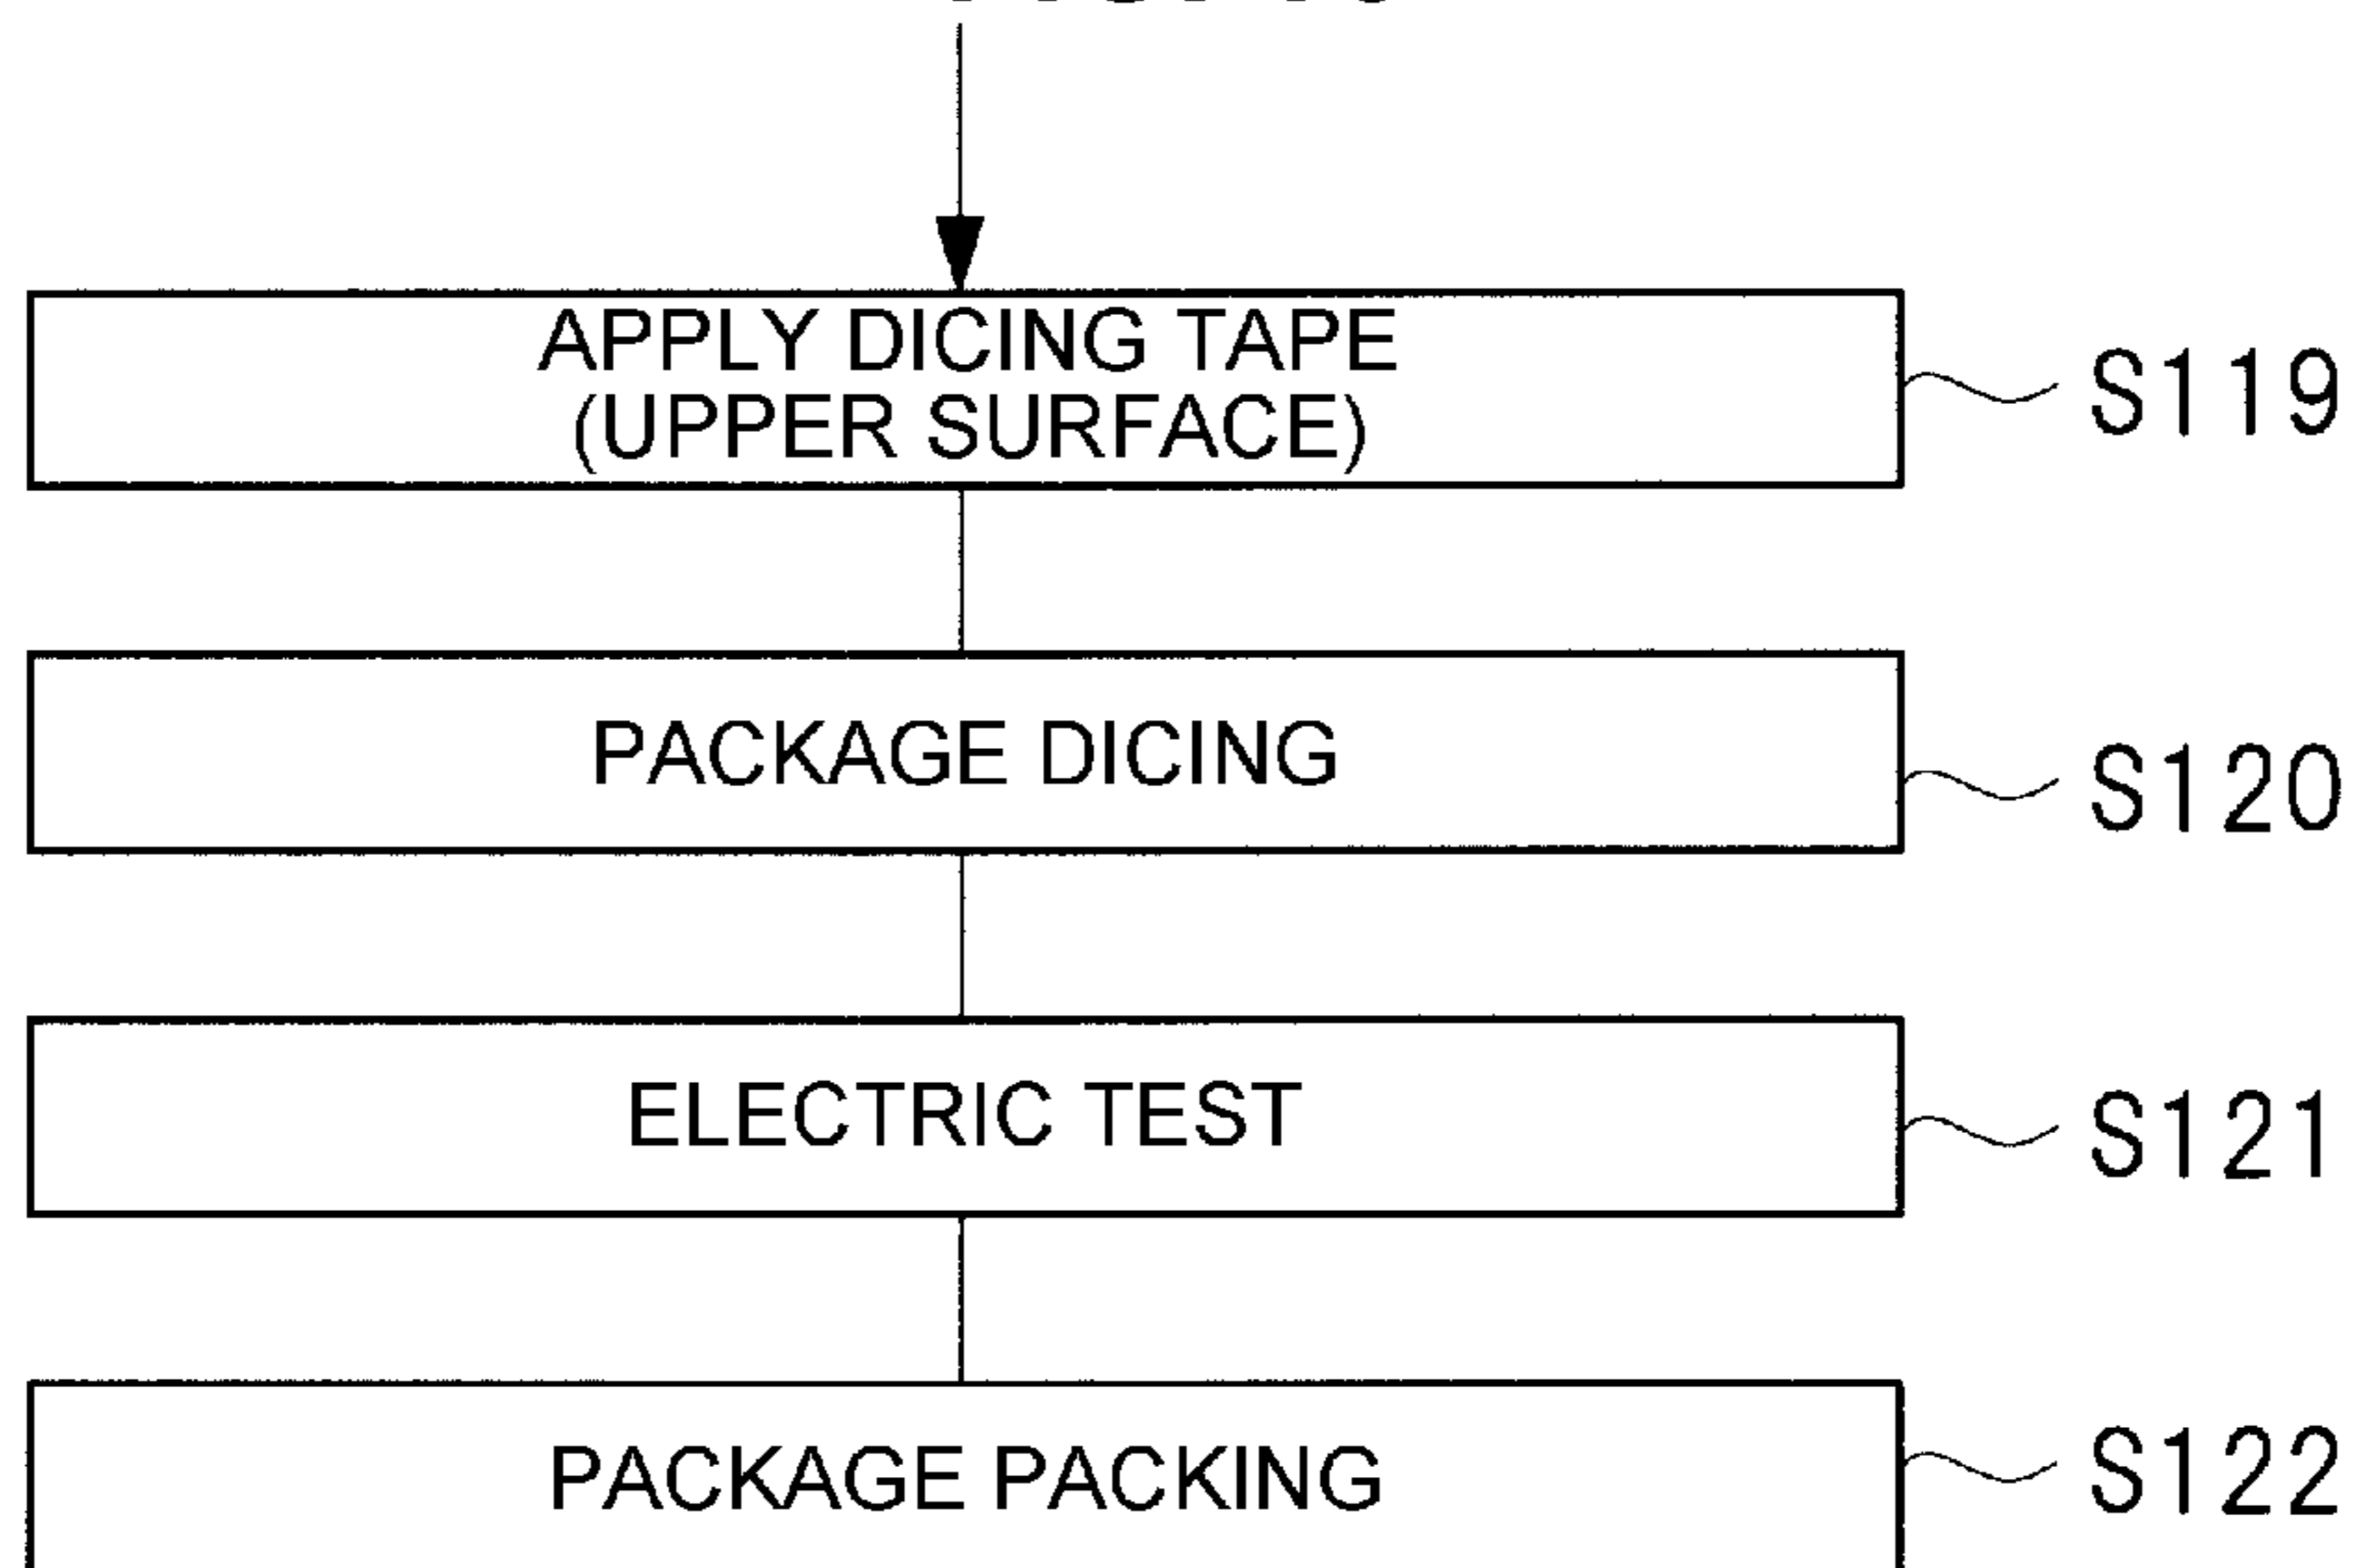 APPLY DICING TAPE
(UPPER SURFACE)
S119
PACKAGE DICING
S120
ELECTRIC TEST
S121
PACKAGE PACKING
S122